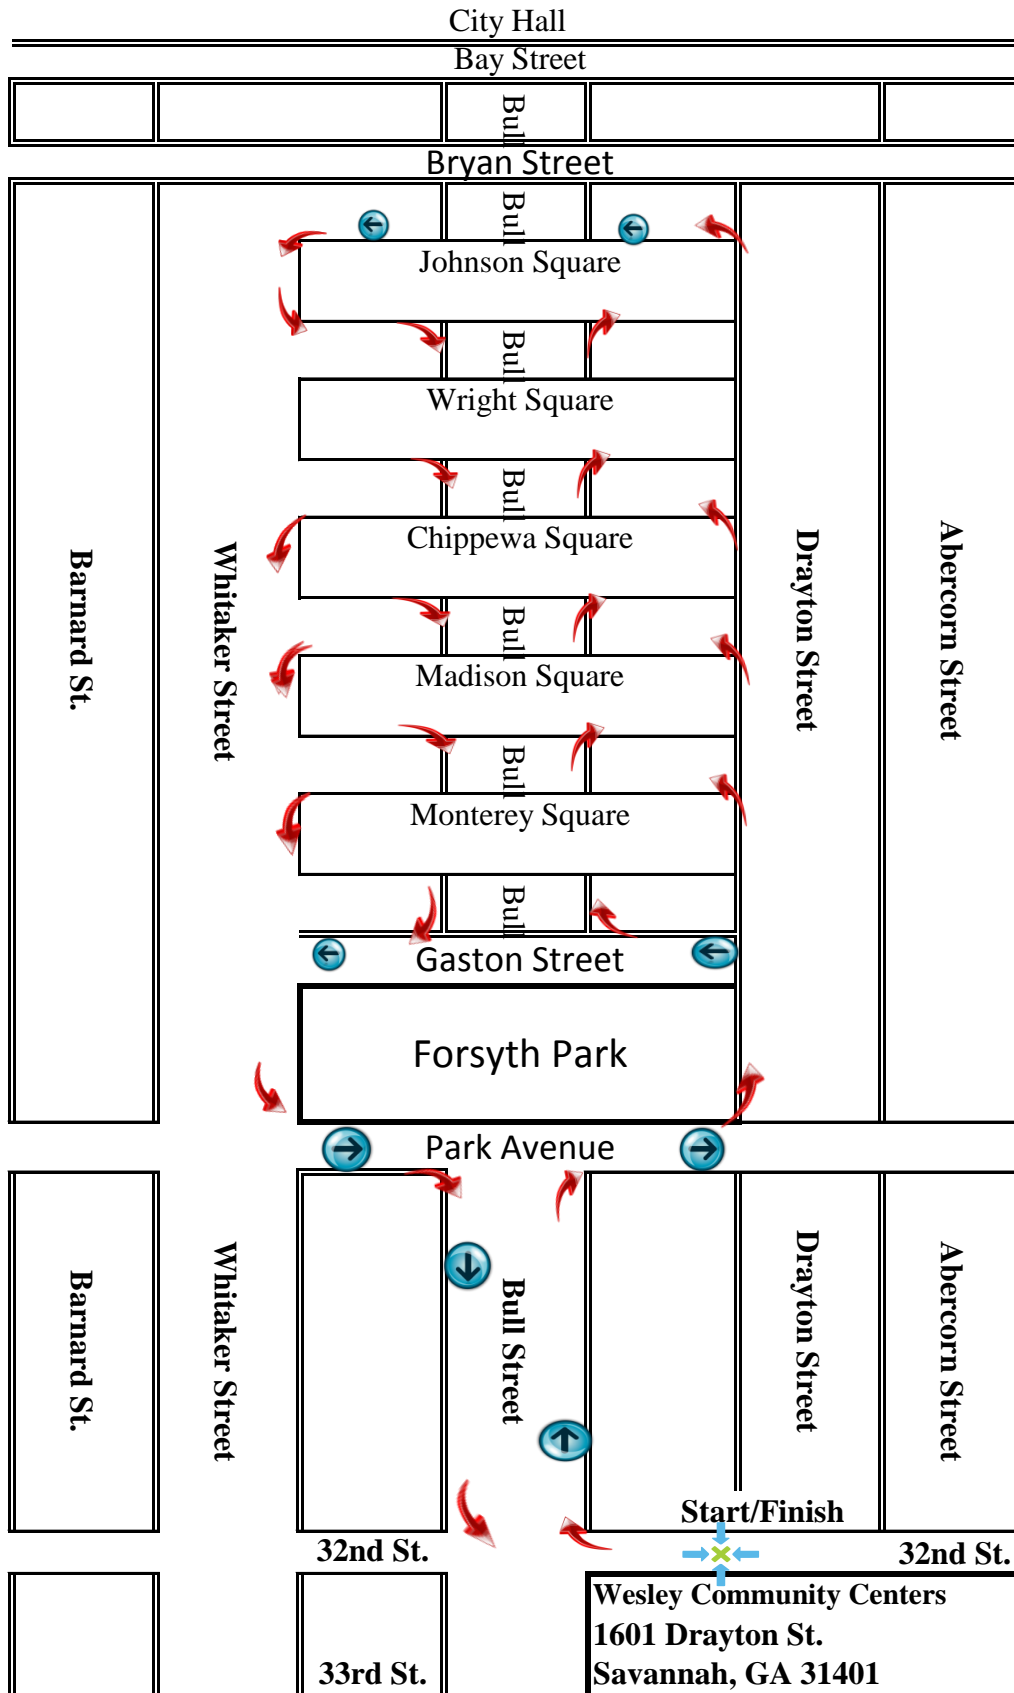 City Hall
Bay Street
Bull
Bryan Street
Bull
Johnson Square
Bull
Wright Square
Bull
Chippewa Square
Barnard St.
Whitaker Street
Bull
Drayton Street
Abercorn Street
Madison Square
Bull
Monterey Square
Bull
Gaston Street
Forsyth Park
Park Avenue
Barnard St.
Whitaker Street
Bull Street
Drayton Street
Abercorn Street
Start/Finish
32nd St.
32nd St.
Wesley Community Centers
1601 Drayton St.
33rd St.
Savannah, GA 31401